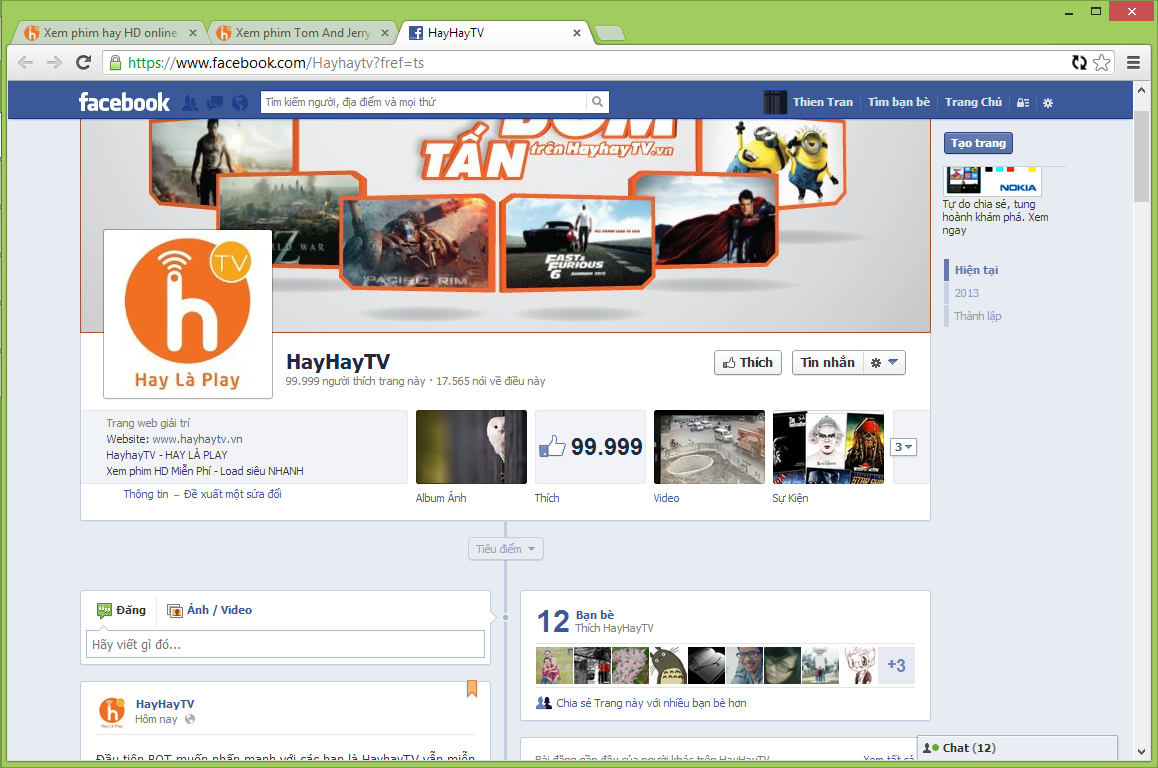 Xem phim hay HD online
Xem phim Tom And Jerry
HayHayTV
https://www.facebook.com/Hayhaytv?fref=ts
facebook
Tìm kiếm người, địa điểm và mọi thứ
Thien Tran
Tìm bạn bè
Trang Chủ
BOM
TẤN
trên HayhayTV.vn
WORLD WAR
Z
PACIFIC RIM
FAST & FURIOUS 6
SUMMER 2013
Tạo trang
NOKIA
Tự do chia sẻ, tung
hoành khám phá. Xem
ngay
Hiện tại
2013
Thành lập
h
TV
Hay Là Play
HayHayTV
99.999 người thích trang này · 17.565 nói về điều này
Thích
Tin nhắn
Trang web giải trí
Website: www.hayhaytv.vn
HayhayTV - HAY LÀ PLAY
Xem phim HD Miễn Phí - Load siêu NHANH
Thông tin – Đề xuất một sửa đổi
99.999
3
Album Ảnh
Thích
Video
Sự Kiện
Tiêu điểm
Đăng
Ảnh / Video
Hãy viết gì đó...
12 Bạn bè
Thích HayHayTV
+3
Chia sẻ Trang này với nhiều bạn bè hơn
HayHayTV
Hôm nay
Đầu tiên BQT muốn nhấn mạnh với các bạn là HayhayTV vẫn miễn
Bài đăng gần đây của người khác trên HayHayTV
Xem tất cả
Chat (12)